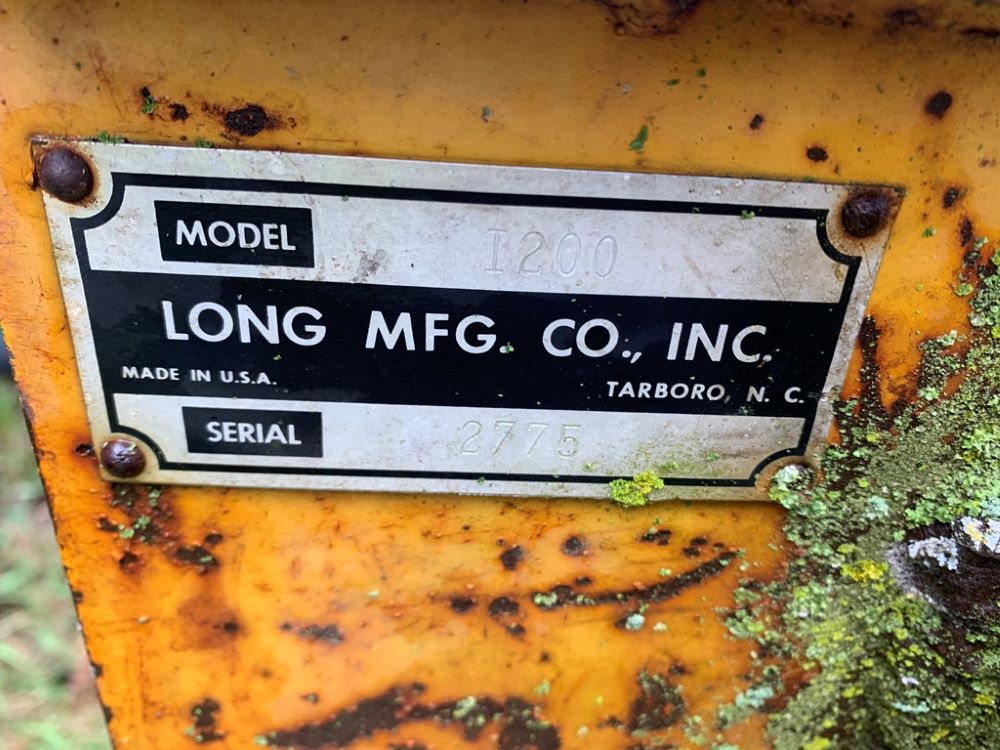 MODEL I200
LONG MFG. CO., INC.
MADE IN U.S.A. TARBORO, N. C.
SERIAL 2775